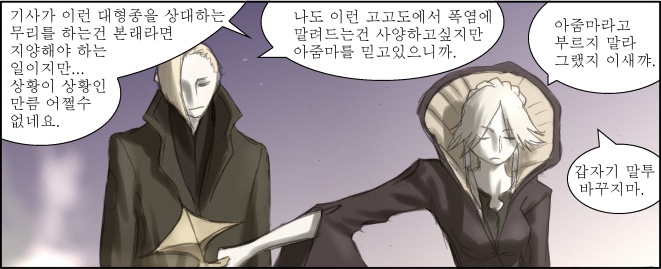 기사가 이런 대형종을 상대하는
무리를 하는건 본래라면
지양해야 하는
일이지만...
상황이 상황인
만큼 어쩔수
없네요.
나도 이런 고고도에서 폭염에
말려드는건 사양하고싶지만
아줌마를 믿고있으니까.
아줌마라고
부르지 말라
그랬지 이새꺄.
갑자기 말투
바꾸지마.